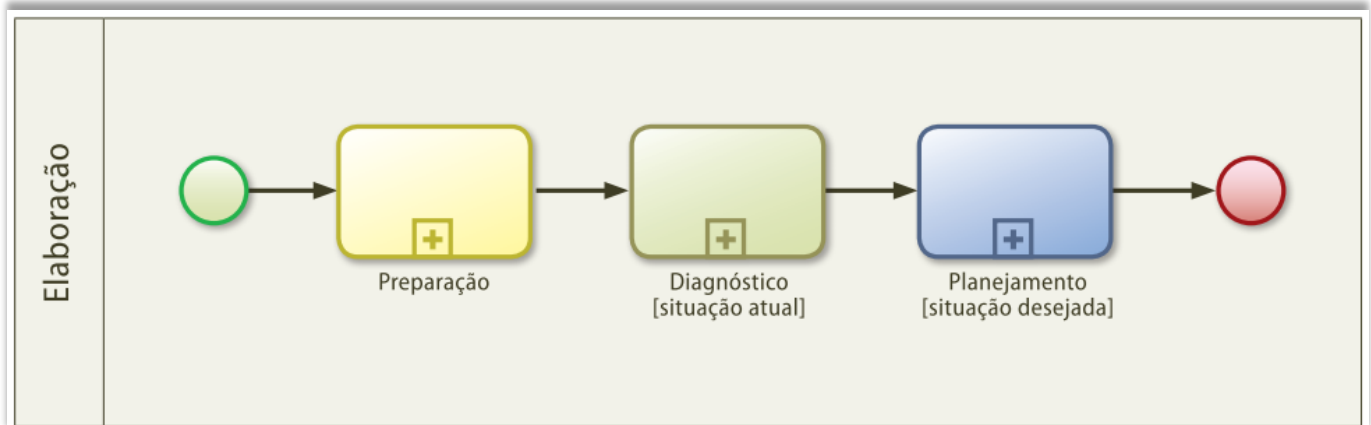 Elaboração
Preparação
Diagnóstico
[situação atual]
Planejamento
[situação desejada]